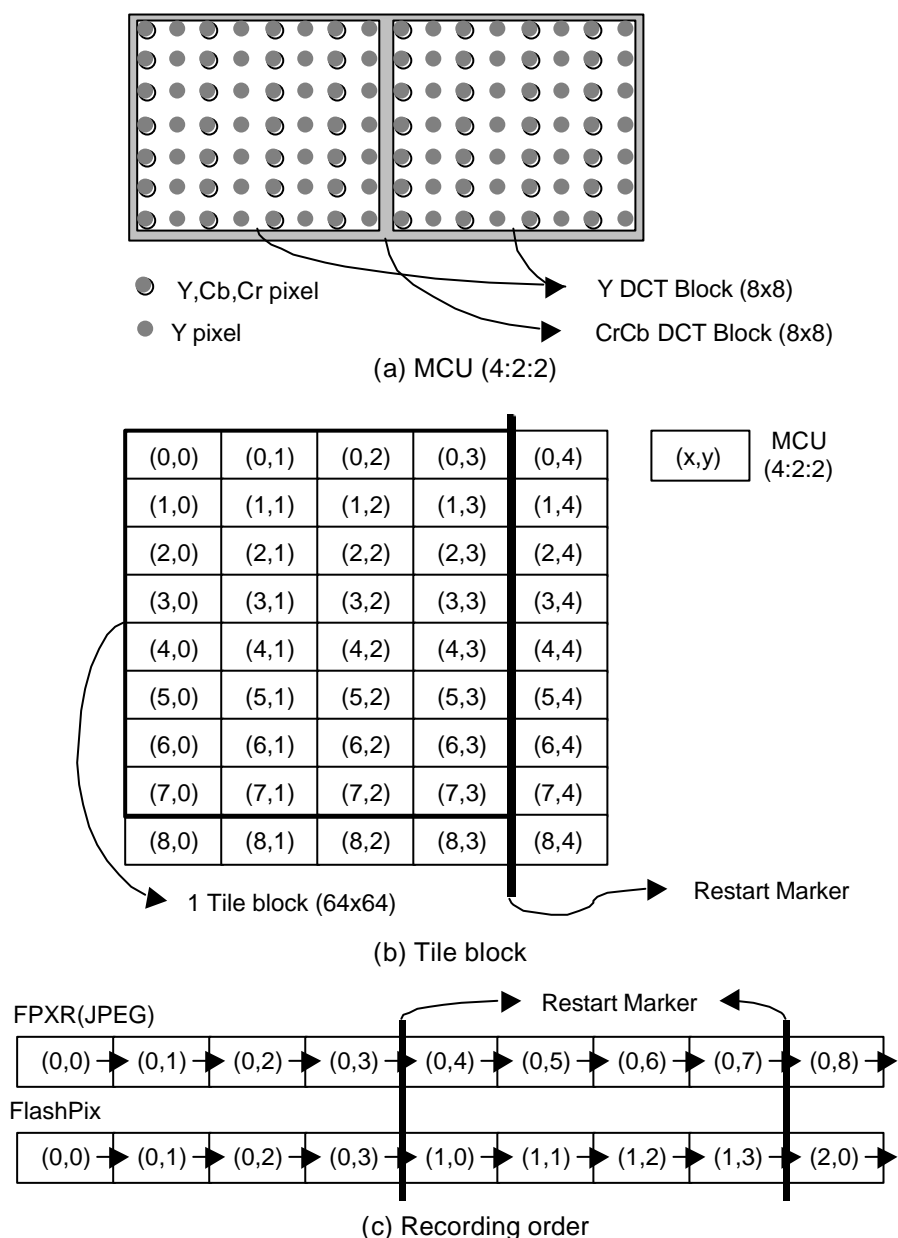 Y,Cb,Cr pixel
Y DCT Block (8x8)
Y pixel
CrCb DCT Block (8x8)
(a) MCU (4:2:2)
(0,0) (0,1) (0,2) (0,3) (0,4)
(x,y)
MCU
(4:2:2)
(1,0) (1,1) (1,2) (1,3) (1,4)
(2,0) (2,1) (2,2) (2,3) (2,4)
(3,0) (3,1) (3,2) (3,3) (3,4)
(4,0) (4,1) (4,2) (4,3) (4,4)
(5,0) (5,1) (5,2) (5,3) (5,4)
(6,0) (6,1) (6,2) (6,3) (6,4)
(7,0) (7,1) (7,2) (7,3) (7,4)
(8,0) (8,1) (8,2) (8,3) (8,4)
1 Tile block (64x64)
Restart Marker
(b) Tile block
Restart Marker
FPXR(JPEG)
(0,0) (0,1) (0,2) (0,3) (0,4) (0,5) (0,6) (0,7) (0,8)
FlashPix
(0,0) (0,1) (0,2) (0,3) (1,0) (1,1) (1,2) (1,3) (2,0)
(c) Recording order